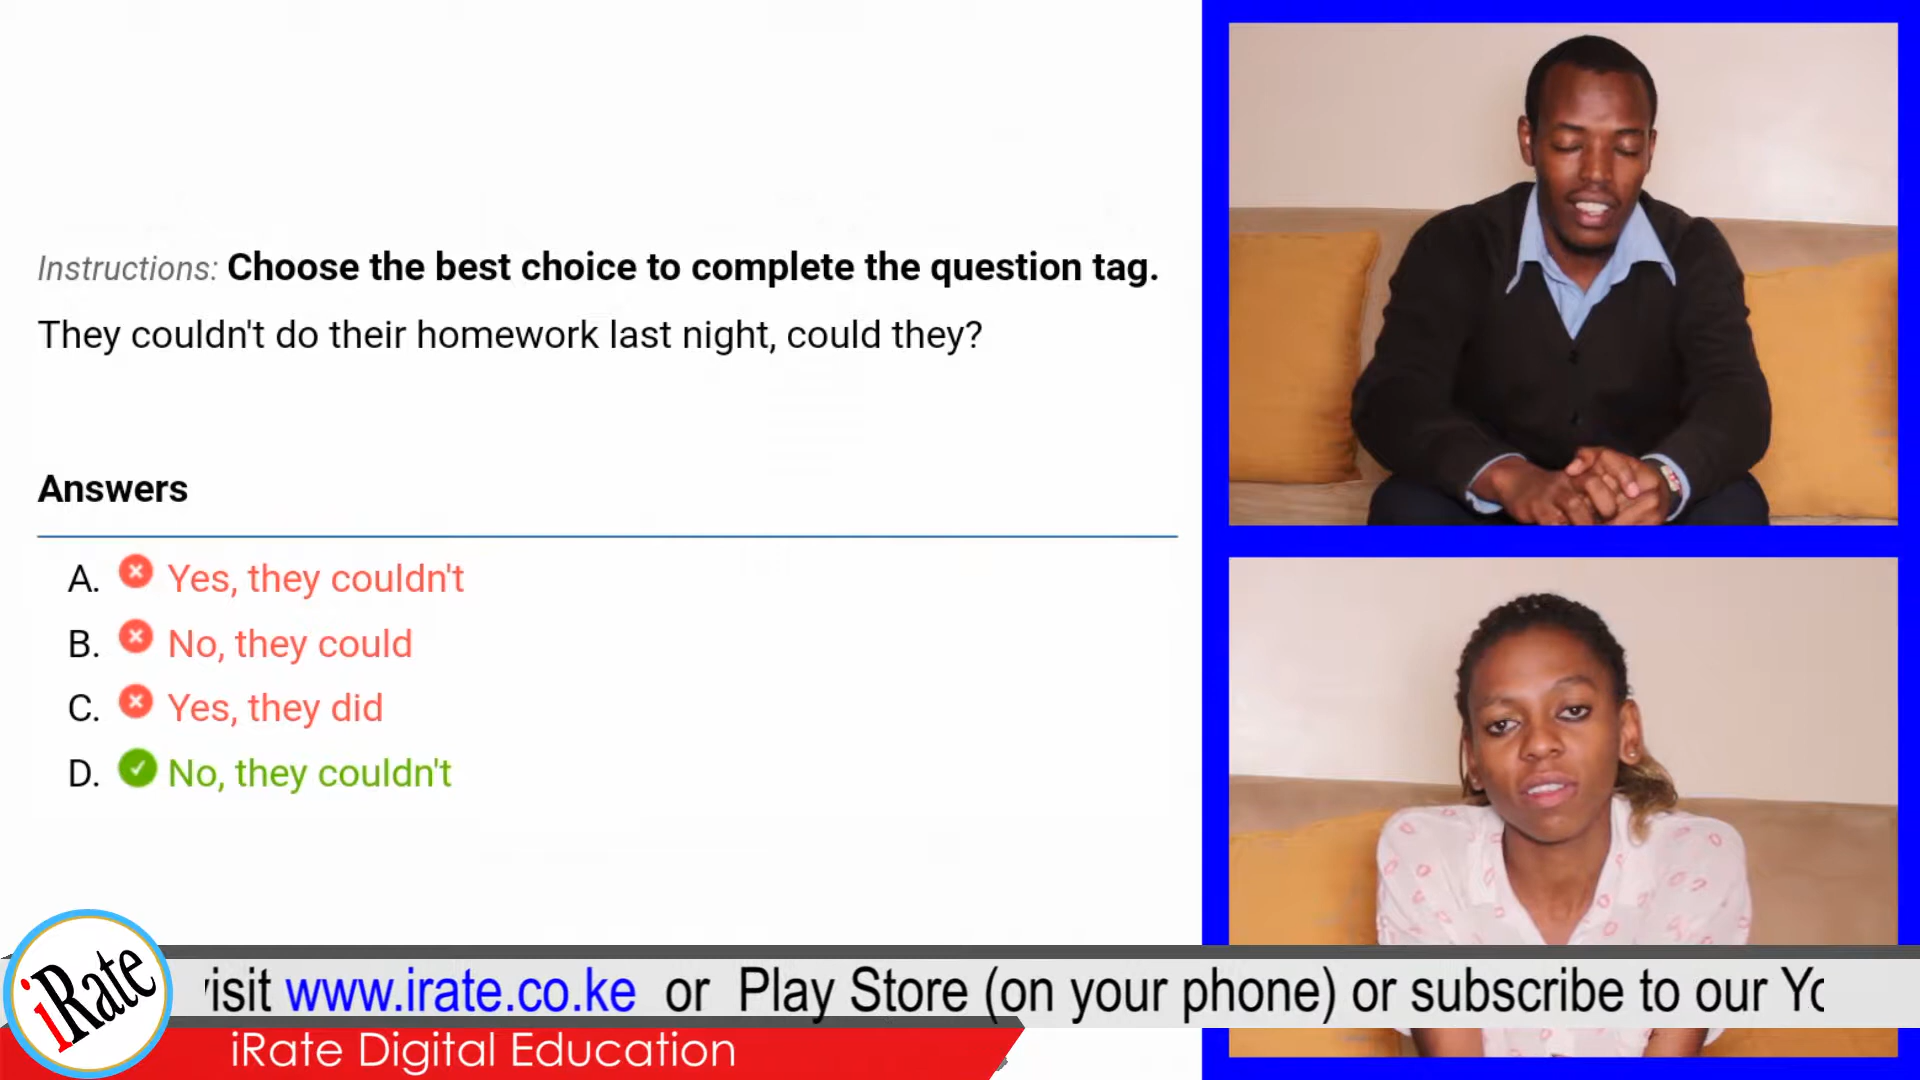 Instructions: Choose the best choice to complete the question tag.
They couldn't do their homework last night, could they?
Answers
A. Yes, they couldn't
B. No, they could
C. Yes, they did
D. No, they couldn't
iRate
visit www.irate.co.ke or Play Store (on your phone) or subscribe to our
iRate Digital Education